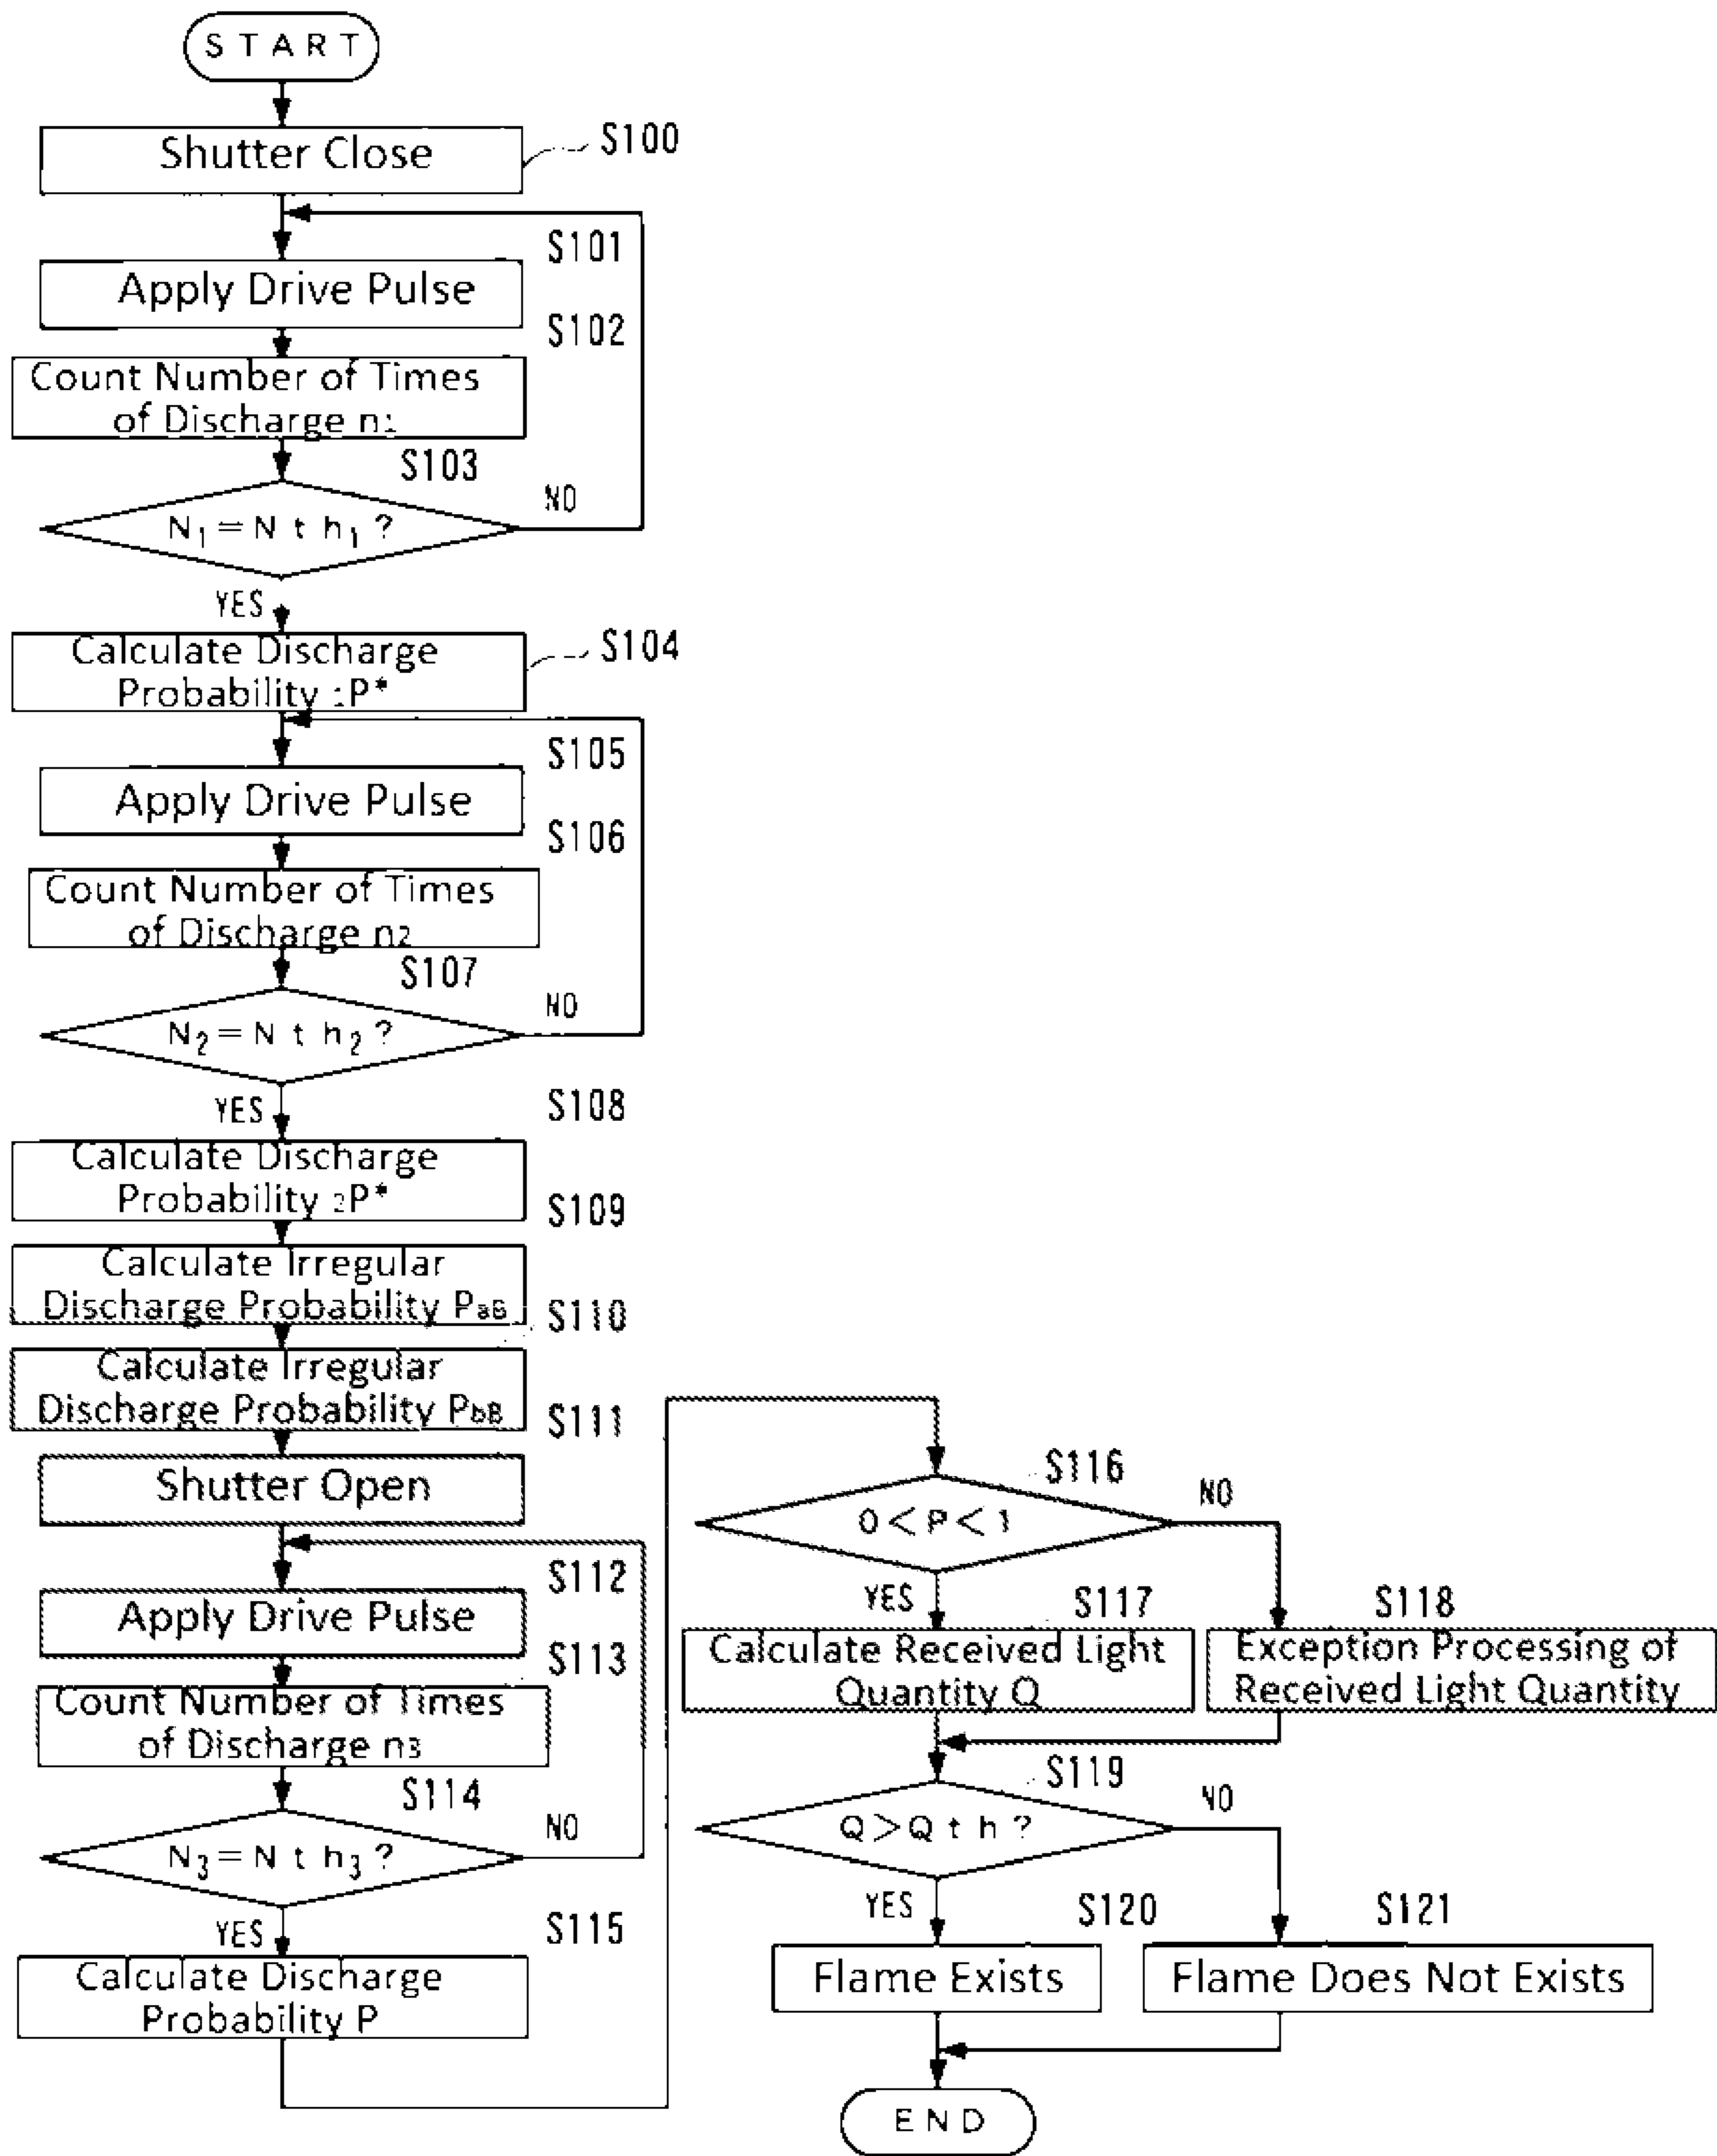 START
Shutter Close
S100
S101
Apply Drive Pulse
S102
Count Number of Times
of Discharge n1
S103
N1=Nth1?
NO
YES
Calculate Discharge
Probability 1P*
S104
S105
Apply Drive Pulse
S106
Count Number of Times
of Discharge n2
S107
N2=Nth2?
NO
YES
S108
Calculate Discharge
Probability 2P*
S109
Calculate Irregular
Discharge Probability PaB
S110
Calculate Irregular
Discharge Probability PbB
S111
Shutter Open
S112
Apply Drive Pulse
S113
Count Number of Times
of Discharge n3
S114
N3=Nth3?
NO
YES
S115
Calculate Discharge
Probability P
S116
0<P<1
NO
YES
S117
Calculate Received Light
Quantity Q
S118
Exception Processing of
Received Light Quantity
S119
Q>Qth?
NO
YES
S120
Flame Exists
S121
Flame Does Not Exists
END